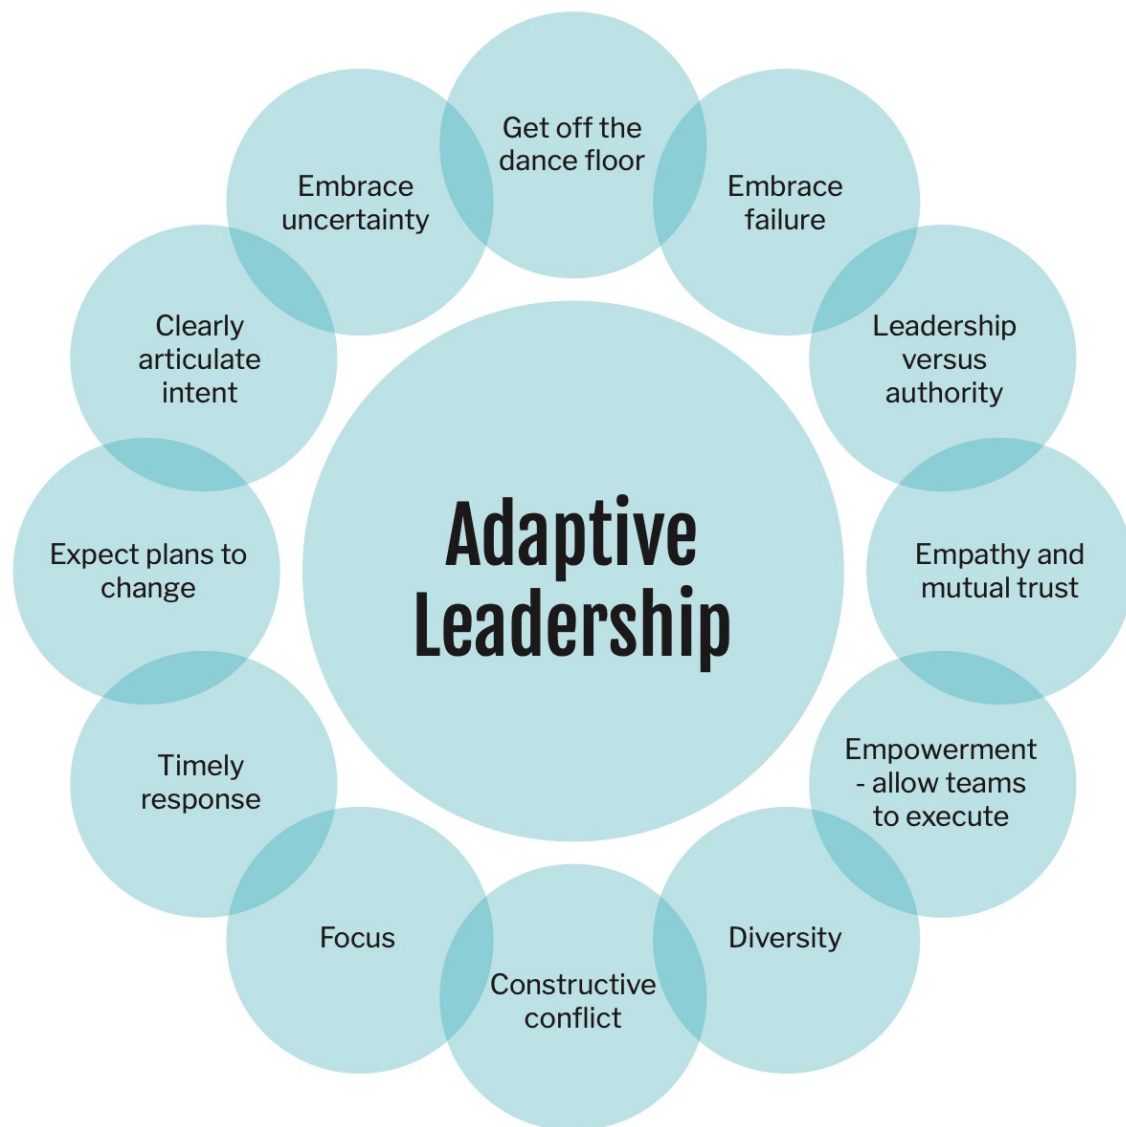 Get off the
dance floor
Embrace
failure
Leadership
versus
authority
Empathy and
mutual trust
Empowerment
- allow teams
to execute
Diversity
Constructive
conflict
Focus
Timely
response
Expect plans to
change
Clearly
articulate
intent
Embrace
uncertainty
Adaptive
Leadership